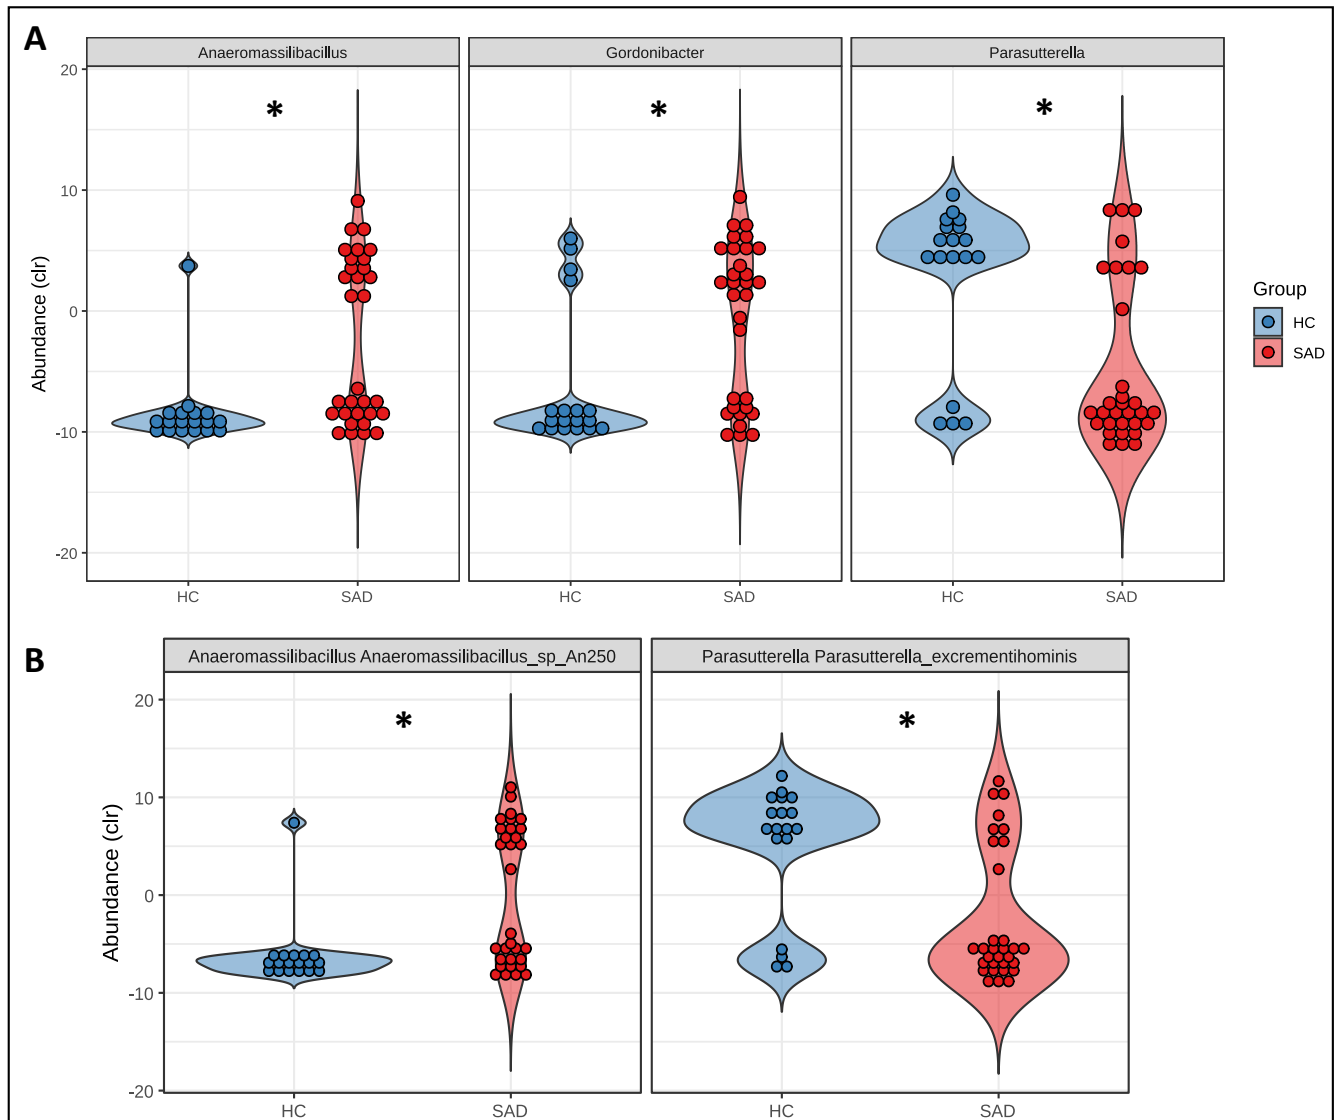 A
Anaeromassilibacillus
Gordonibacter
Parasutterella
20
10
0
-10
-20
Abundance (clr)
*
*
*
HC
SAD
HC
SAD
HC
SAD
Group
HC
SAD
B
Anaeromassilibacillus Anaeromassilibacillus_sp_An250
Parasutterella Parasutterella_excrementihominis
20
10
0
-10
-20
Abundance (clr)
*
*
HC
SAD
HC
SAD